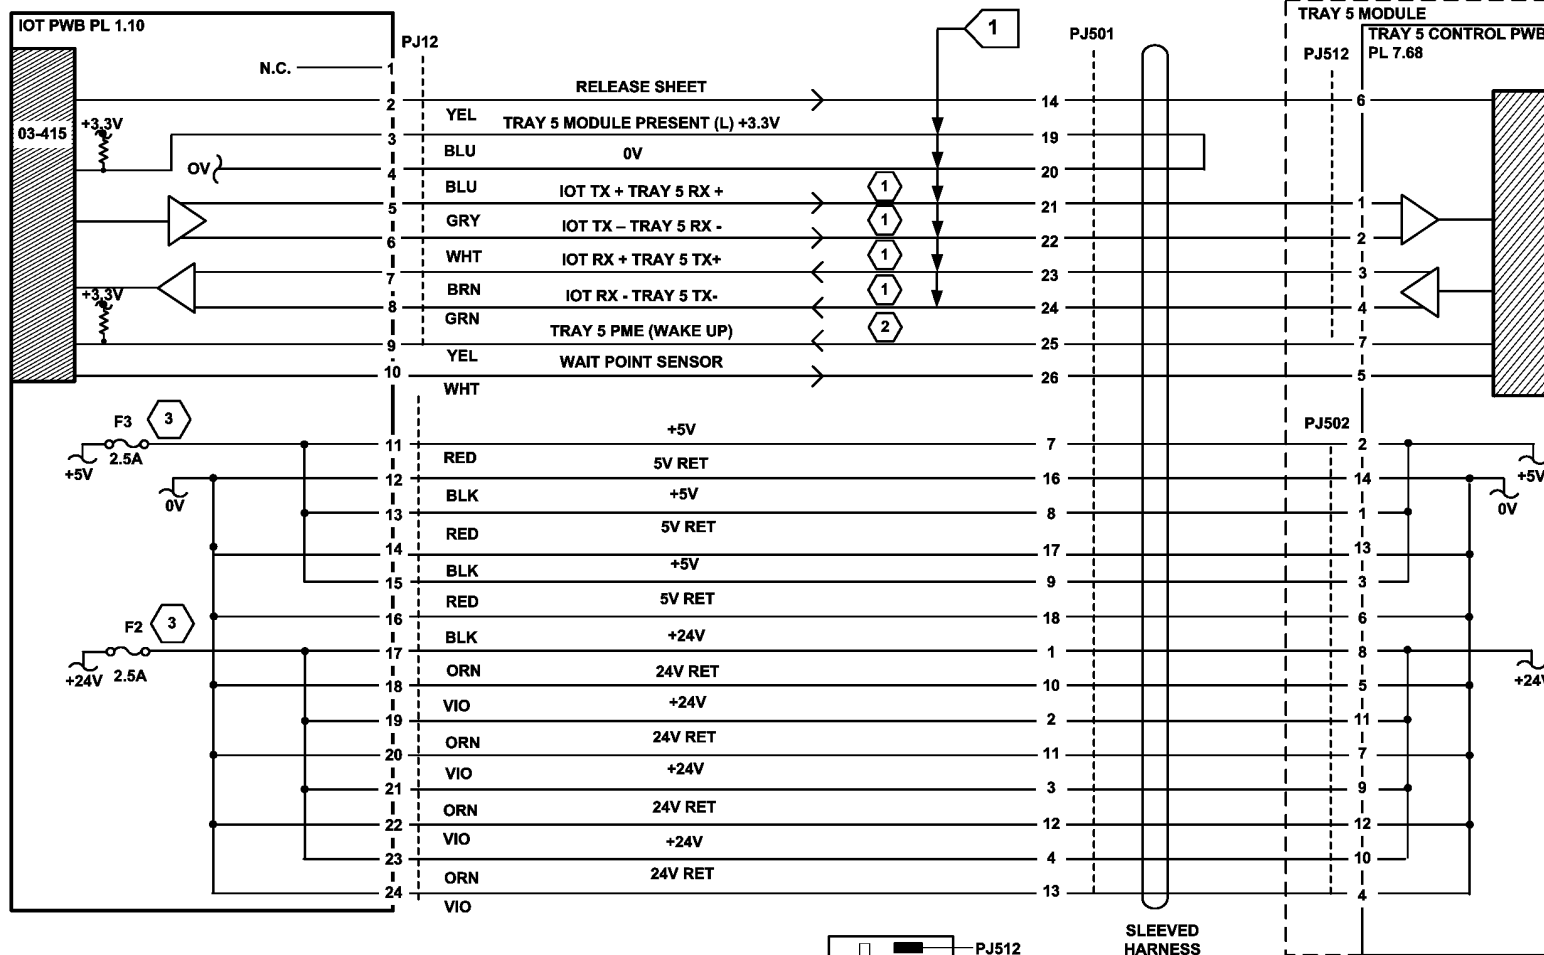 IOT PWB PL 1.10
TRAY 5 MODULE
TRAY 5 CONTROL PWB
PL 7.68
PJ12
PJ501
PJ512
1
N.C. 1
2 RELEASE SHEET 14 6
YEL
03-415
+3.3V
3 TRAY 5 MODULE PRESENT (L) +3.3V 19
BLU
OV 4 0V 20
BLU
5 IOT TX + TRAY 5 RX + 1 21 1
GRY
6 IOT TX – TRAY 5 RX - 1 22 2
WHT
7 IOT RX + TRAY 5 TX+ 1 23 3
BRN
+3.3V
8 IOT RX - TRAY 5 TX- 1 24 4
GRN
9 TRAY 5 PME (WAKE UP) 2 25 7
YEL
10 WAIT POINT SENSOR 26 5
WHT
F3 3
PJ502
+5V 2.5A 11 +5V 7 2 +5V
RED
0V 12 5V RET 16 14 0V
BLK
13 +5V 8 1
RED
14 5V RET 17 13
BLK
15 +5V 9 3
RED
16 5V RET 18 6
BLK
F2 3
+24V 2.5A 17 +24V 1 8 +24V
ORN
18 24V RET 10 5
VIO
19 +24V 2 11
ORN
20 24V RET 11 7
VIO
21 +24V 3 9
ORN
22 24V RET 12 12
VIO
23 +24V 4 10
ORN
24 24V RET 13 4
VIO
SLEEVED
HARNESS
PJ512